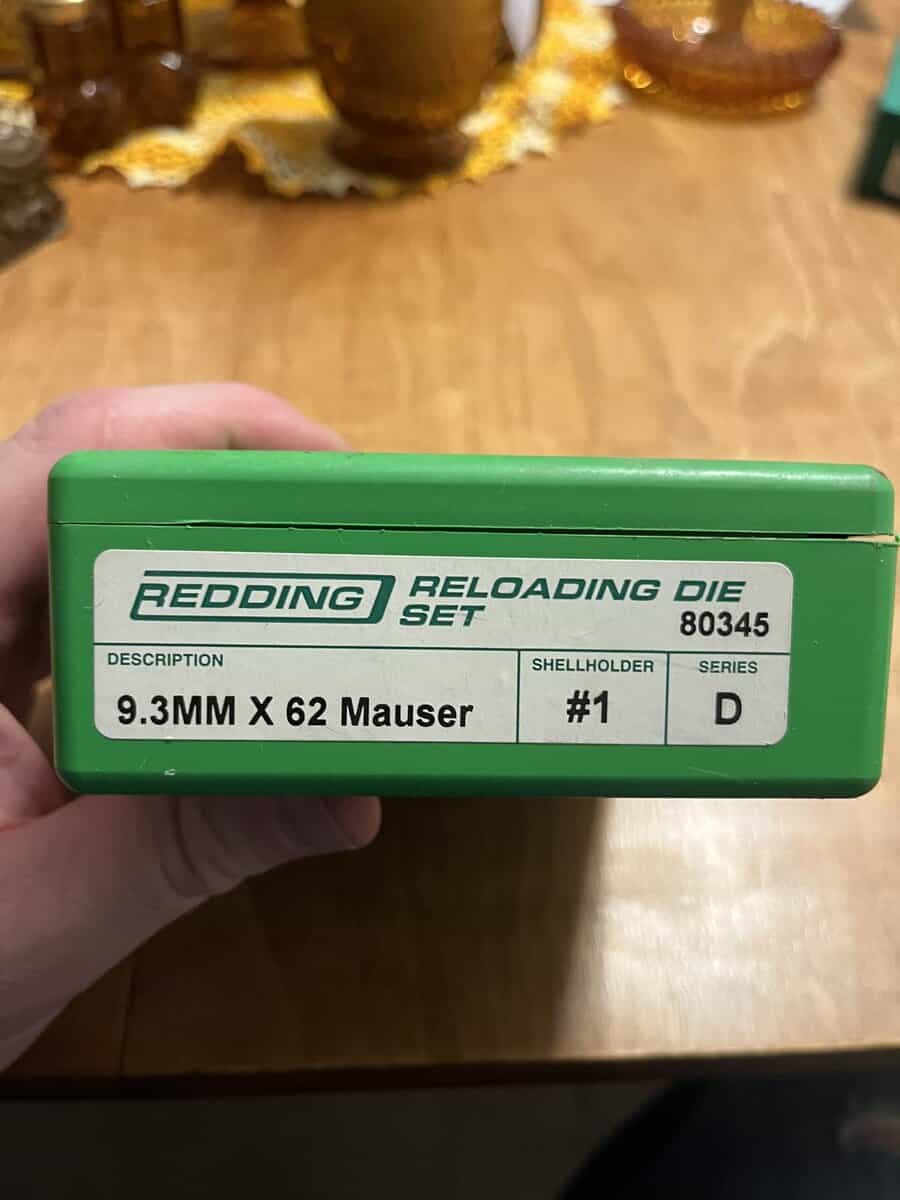 REDDING RELOADING DIE
SET 80345
DESCRIPTION SHELLHOLDER SERIES
9.3MM X 62 Mauser #1 D